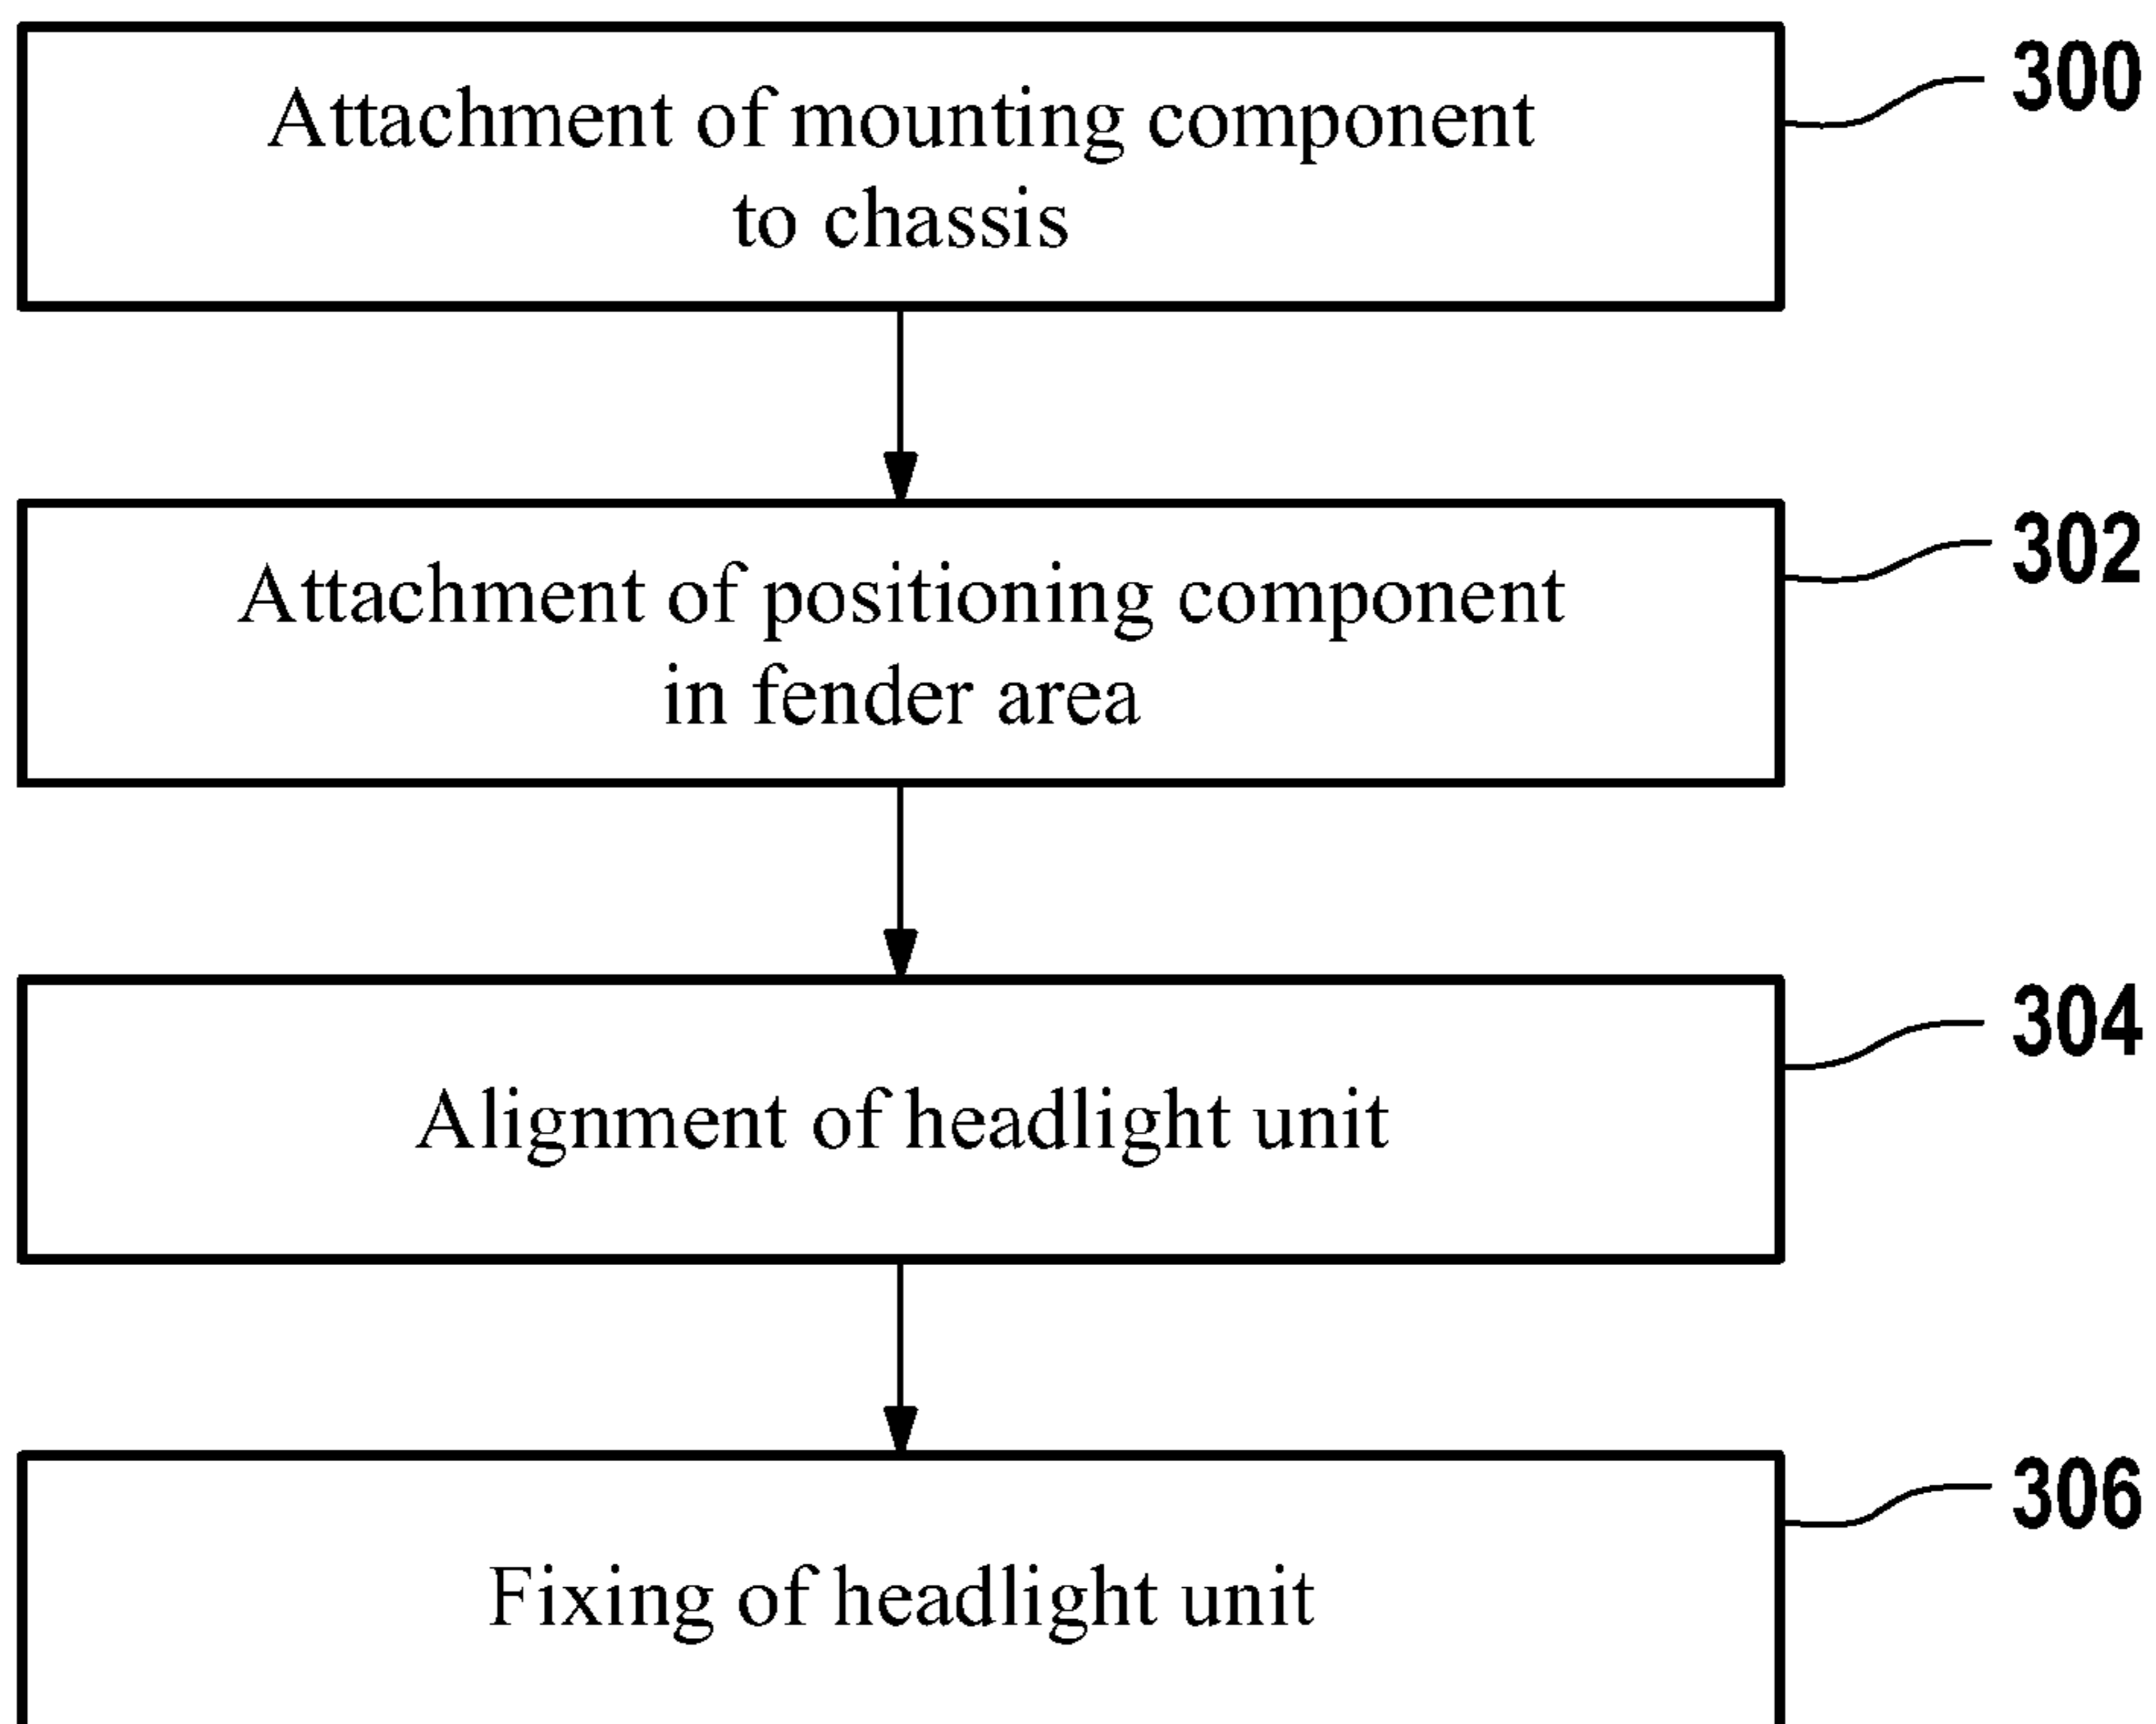 Attachment of mounting component
to chassis
300
Attachment of positioning component
in fender area
302
Alignment of headlight unit
304
Fixing of headlight unit
306